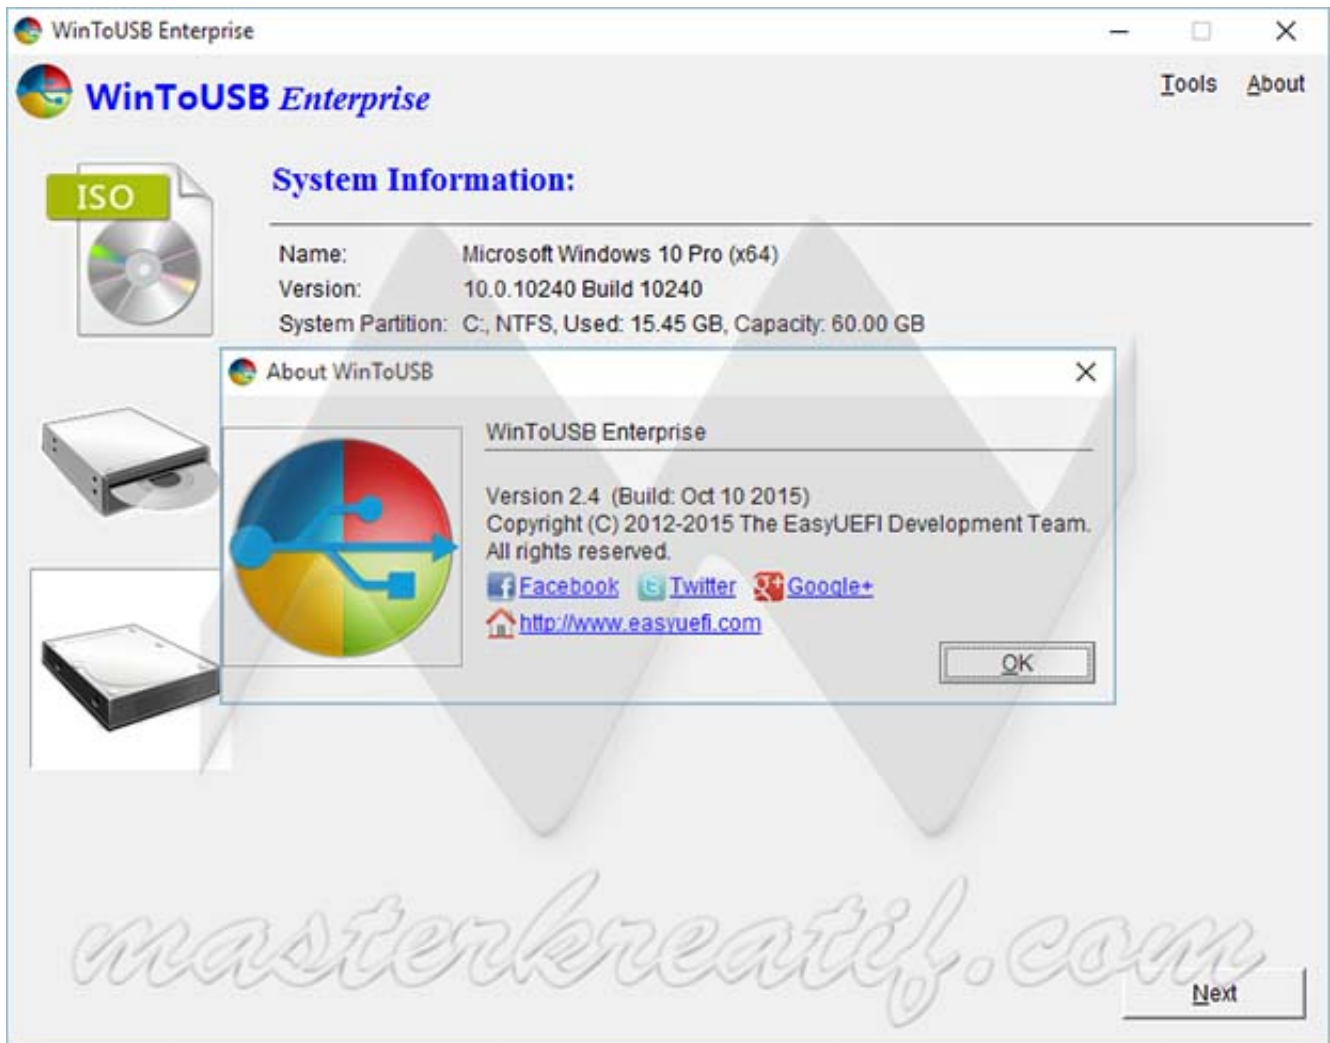 WinToUSB Enterprise
WinToUSB Enterprise
Tools About
ISO
System Information:
Name: Microsoft Windows 10 Pro (x64)
Version: 10.0.10240 Build 10240
System Partition: C:, NTFS, Used: 15.45 GB, Capacity: 60.00 GB
About WinToUSB
WinToUSB Enterprise
Version 2.4 (Build: Oct 10 2015)
Copyright (C) 2012-2015 The EasyUEFI Development Team.
All rights reserved.
Facebook Twitter Google+
http://www.easyuefi.com
OK
masterkreatif.com
Next